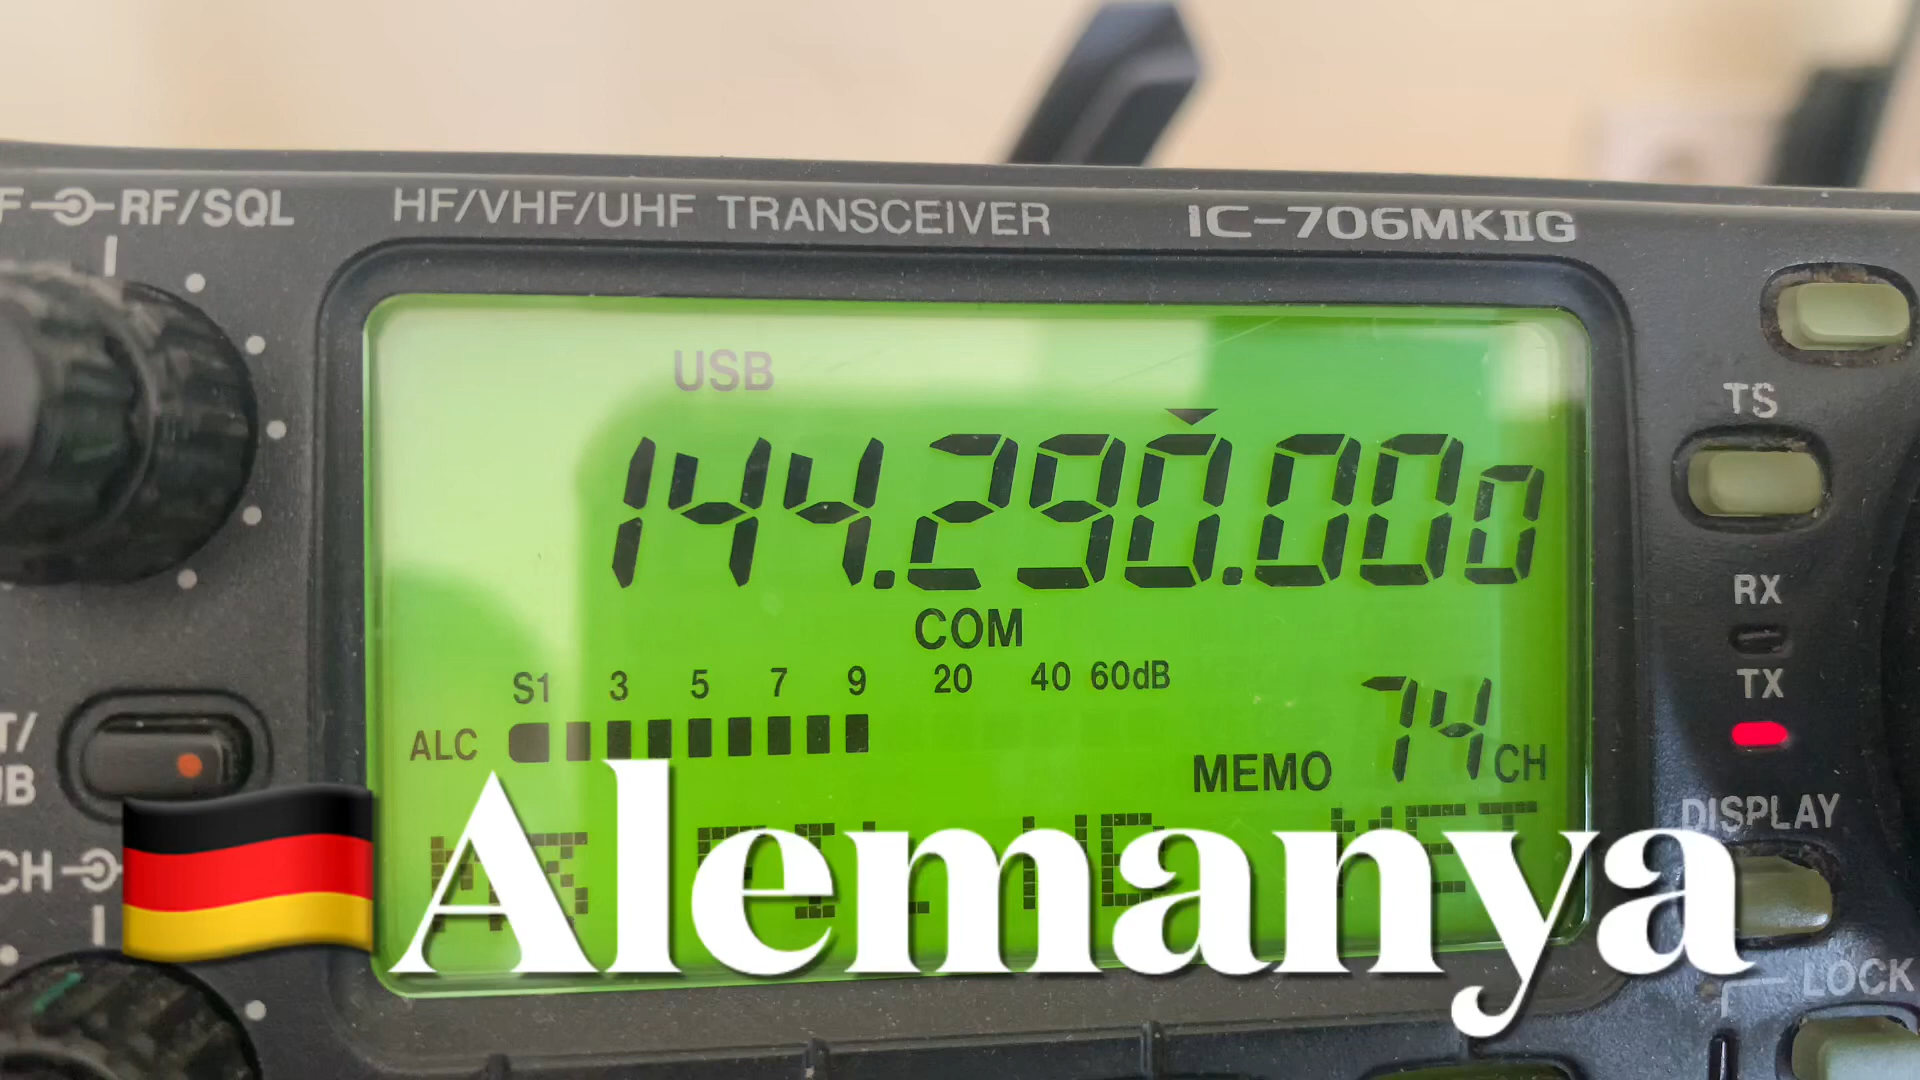 RF/SQL HF/VHF/UHF TRANSCEIVER IC-706MKIIG
USB
TS
144.290.000
COM
RX
S1 3 5 7 9 20 40 60dB
TX
ALC
74
MEMO CH
DISPLAY
Alemanya
LOCK